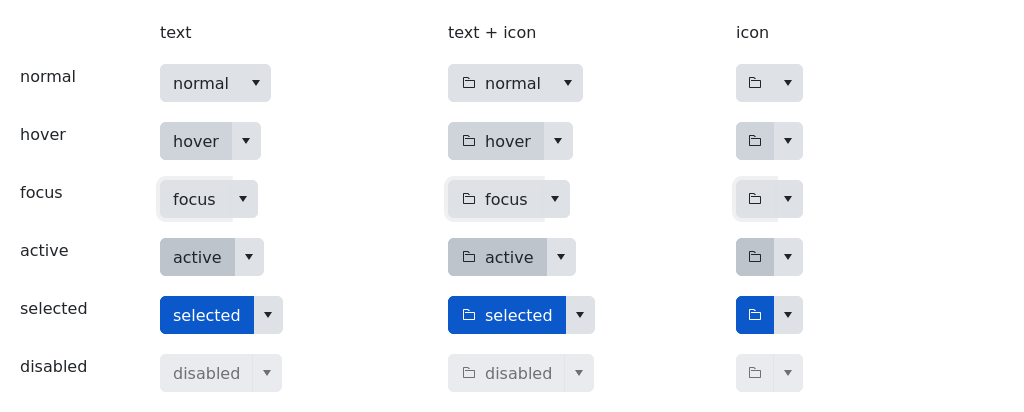 text text + icon icon
normal normal normal
hover hover hover
focus focus focus
active active active
selected selected selected
disabled disabled disabled